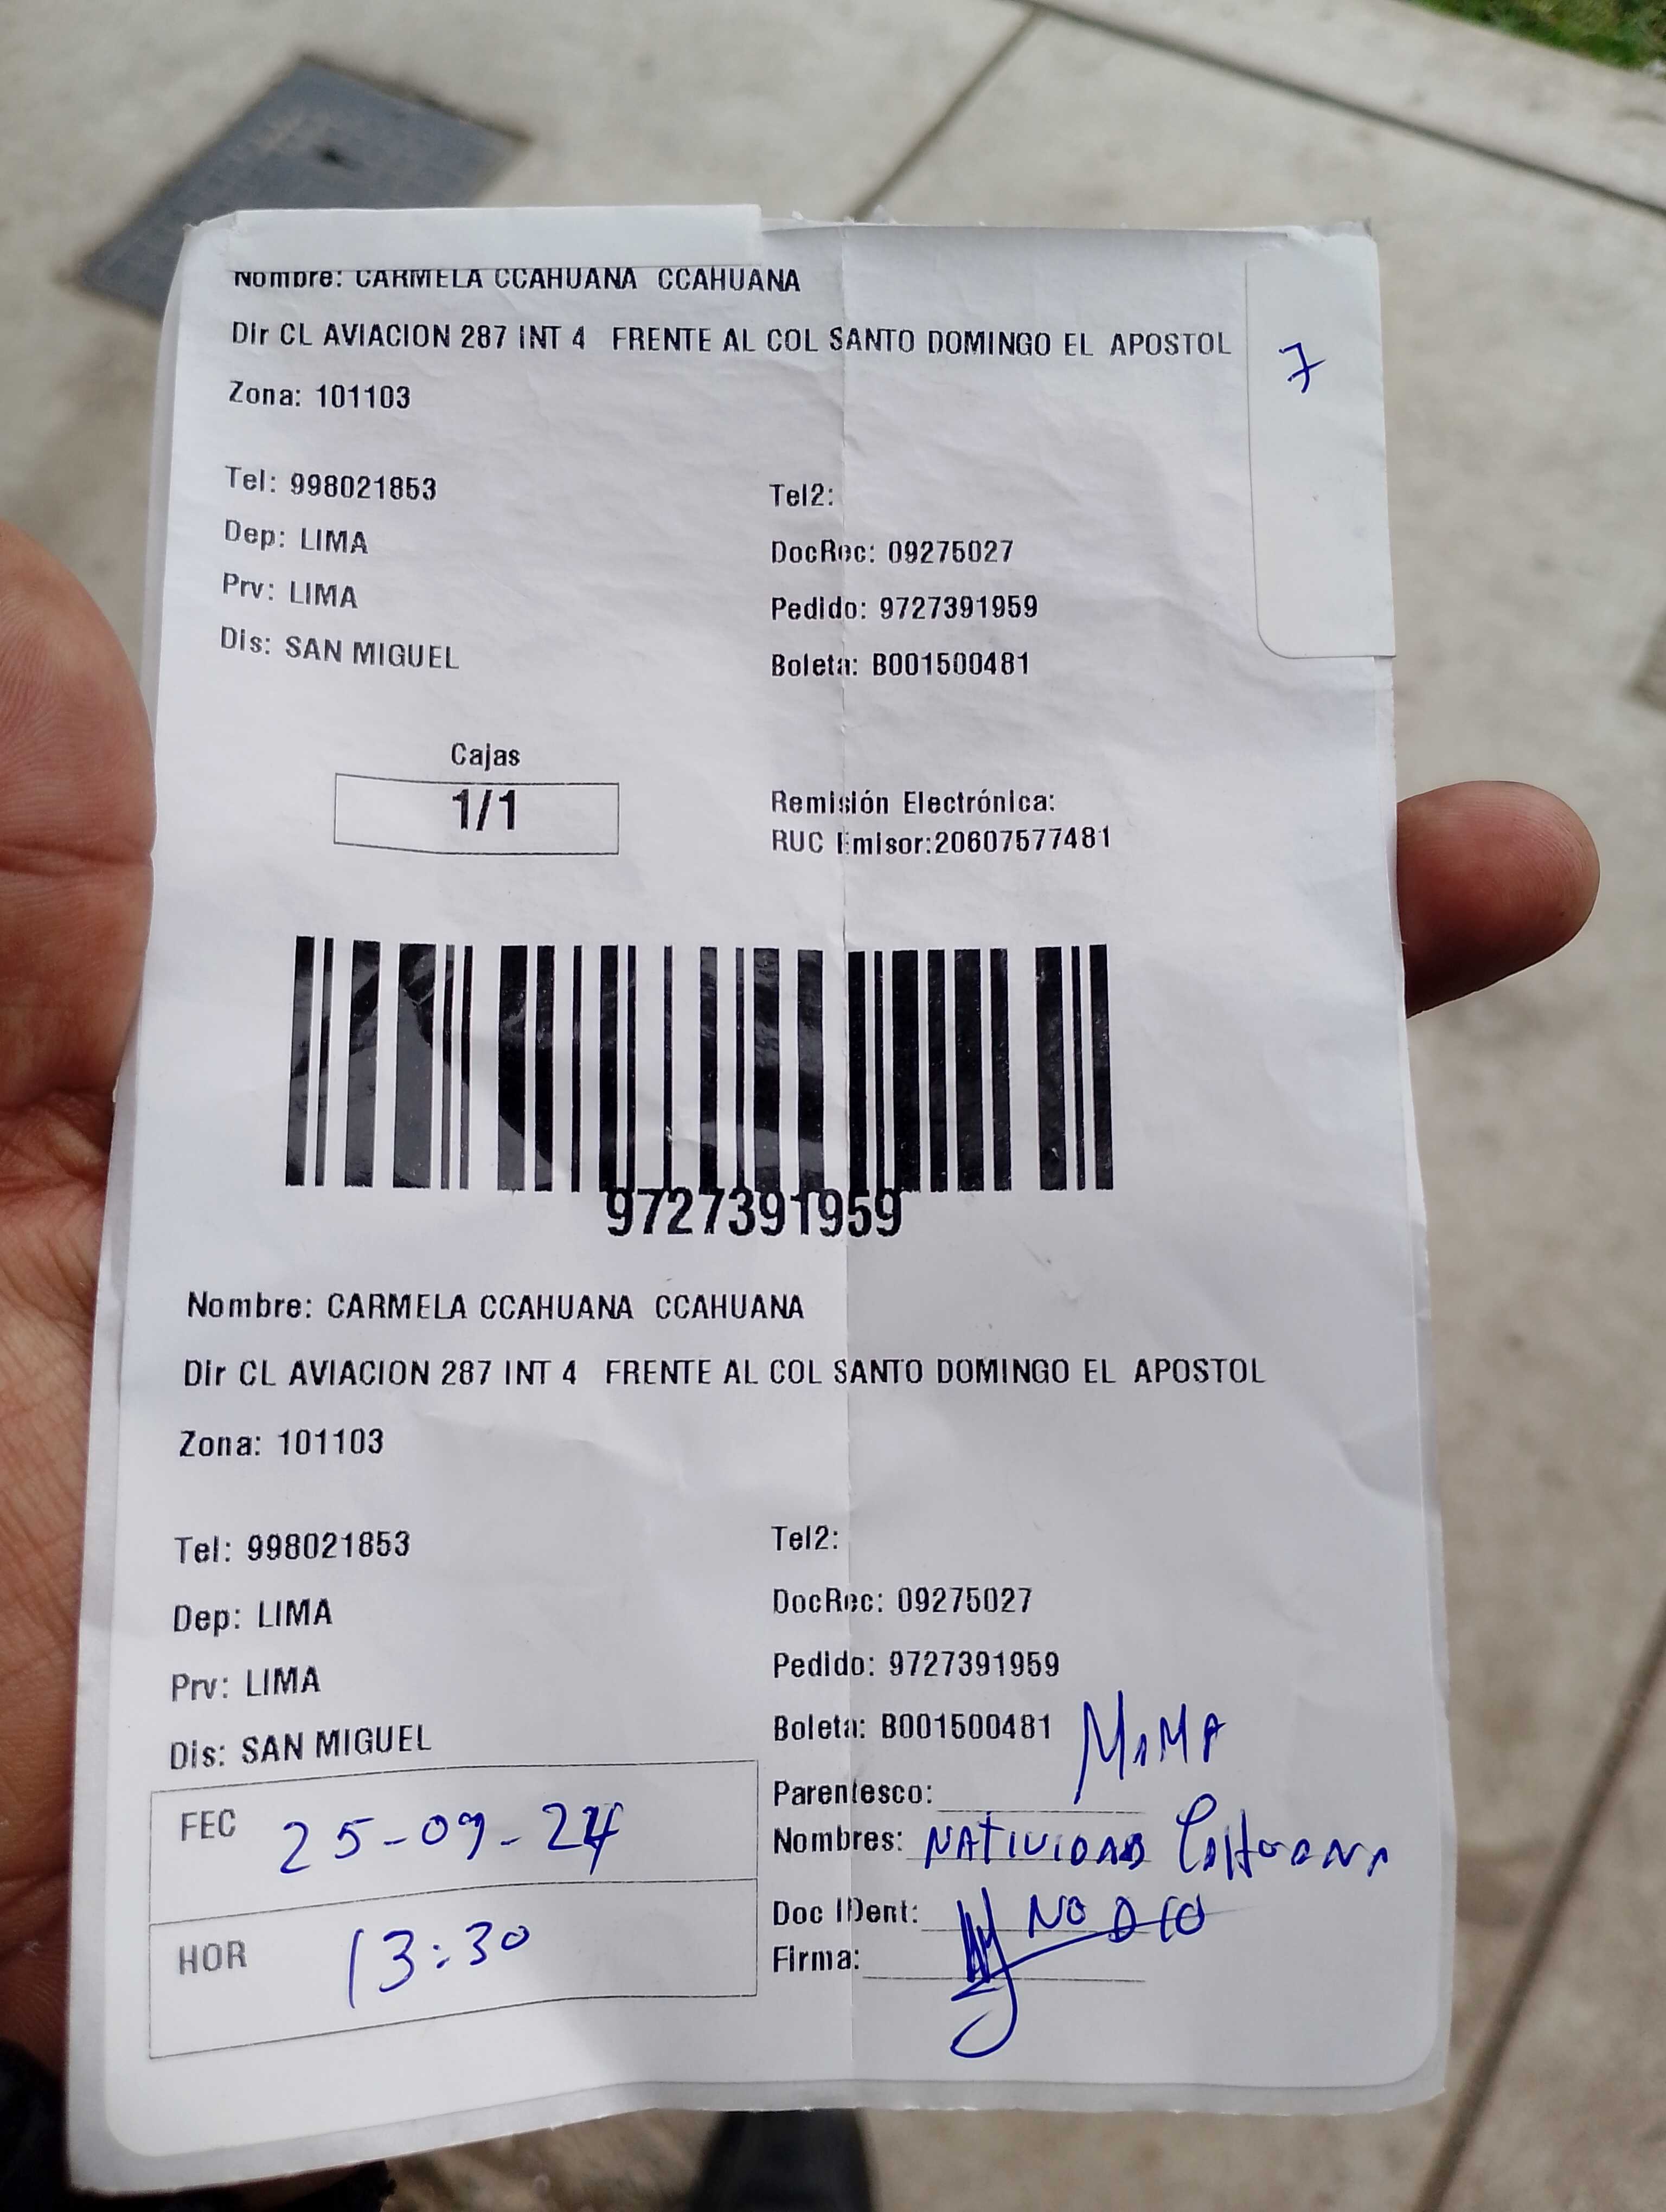 Nombre: CARMELA CCAHUANA CCAHUANA
Dir CL AVIACION 287 INT 4 FRENTE AL COL SANTO DOMINGO EL APOSTOL
7
Zona: 101103
Tel: 998021853 Tel2:
Dep: LIMA DocRec: 09275027
Prv: LIMA Pedido: 9727391959
Dis: SAN MIGUEL Boleta: B001500481
Cajas
1/1
Remisión Electrónica:
RUC Emisor:20607577481
9727391959
Nombre: CARMELA CCAHUANA CCAHUANA
Dir CL AVIACION 287 INT 4 FRENTE AL COL SANTO DOMINGO EL APOSTOL
Zona: 101103
Tel: 998021853 Tel2:
Dep: LIMA DocRec: 09275027
Prv: LIMA Pedido: 9727391959
Dis: SAN MIGUEL Boleta: B001500481
Parentesco: MAMA
FEC 25-09-24
Nombres: NATIVIDAD
Doc IDent: NO DIO
HOR 13:30
Firma: